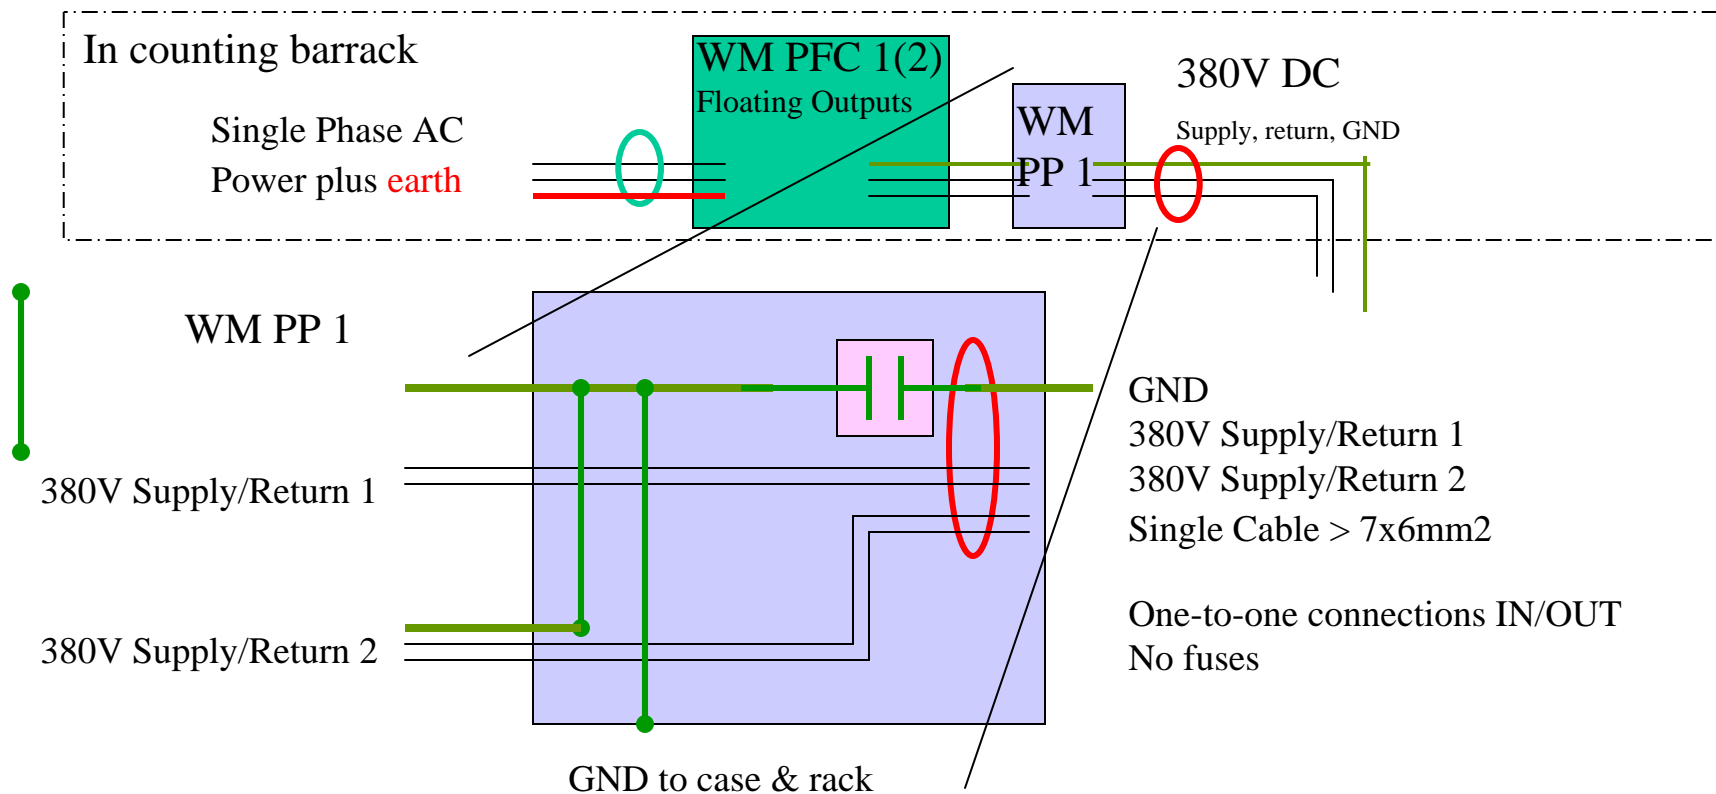 In counting barrack
WM PFC 1(2)
Floating Outputs
Single Phase AC
Power plus earth
WM
PP 1
380V DC
Supply, return, GND
WM PP 1
380V Supply/Return 1
380V Supply/Return 2
GND
380V Supply/Return 1
380V Supply/Return 2
Single Cable > 7x6mm2
One-to-one connections IN/OUT
No fuses
GND to case & rack